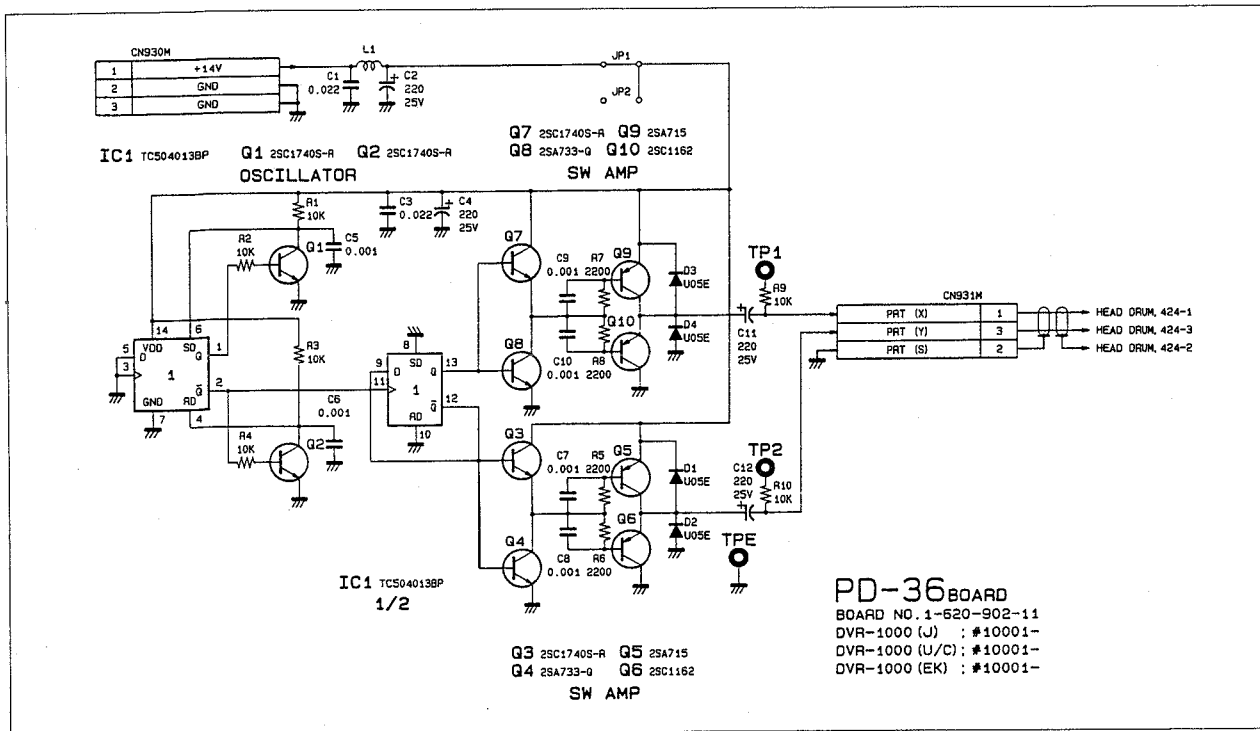 CN930M
1 +14V
2 GND
3 GND
L1
C1
0.022
C2
220
25V
JP1
JP2
IC1 TC504013BP
Q1 2SC1740S-R Q2 2SC1740S-R
OSCILLATOR
Q7 2SC1740S-R Q9 2SA715
Q8 2SA733-Q Q10 2SC1162
SW AMP
R1
10K
C3
0.022
C4
220
25V
R2
10K
Q1
C5
0.001
Q7
C9
0.001
R7
2200
Q9
D3
U05E
TP1
R9
10K
CN931M
PRT (X) 1
PRT (Y) 3
PRT (S) 2
HEAD DRUM, 424-1
HEAD DRUM, 424-3
HEAD DRUM, 424-2
14
6
5
3
VDD
SD
D
Q
1
1
Q
2
GND
RD
7
4
R3
10K
8
9
11
D
SD
Q
13
1
Q
12
RD
10
Q8
Q10
C10
0.001
R8
2200
D4
U05E
C11
220
25V
C6
0.001
R4
10K
Q2
Q3
C7
0.001
R5
2200
Q5
D1
U05E
C12
220
25V
TP2
R10
10K
Q4
C8
0.001
R6
2200
Q6
D2
U05E
TPE
IC1 TC504013BP
1/2
Q3 2SC1740S-R Q5 2SA715
Q4 2SA733-Q Q6 2SC1162
SW AMP
PD-36 BOARD
BOARD NO. 1-620-902-11
DVR-1000 (J) ; #10001-
DVR-1000 (U/C) ; #10001-
DVR-1000 (EK) ; #10001-